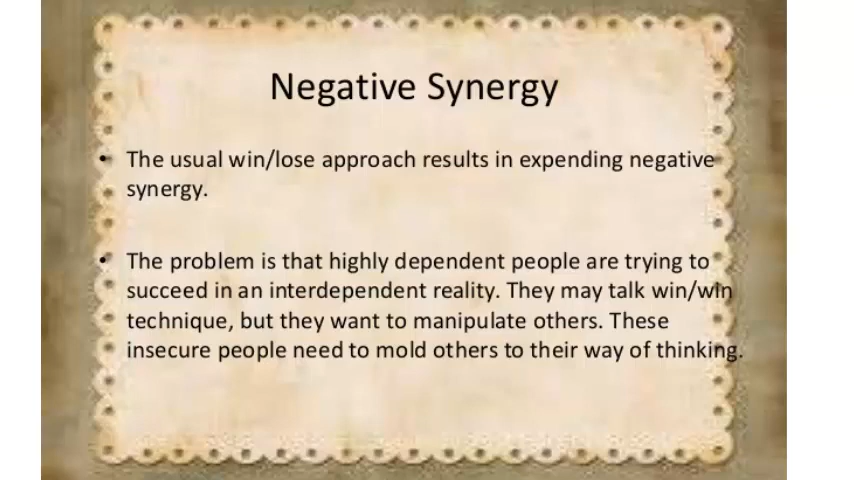 Negative Synergy
• The usual win/lose approach results in expending negative
synergy.
• The problem is that highly dependent people are trying to
succeed in an interdependent reality. They may talk win/win
technique, but they want to manipulate others. These
insecure people need to mold others to their way of thinking.